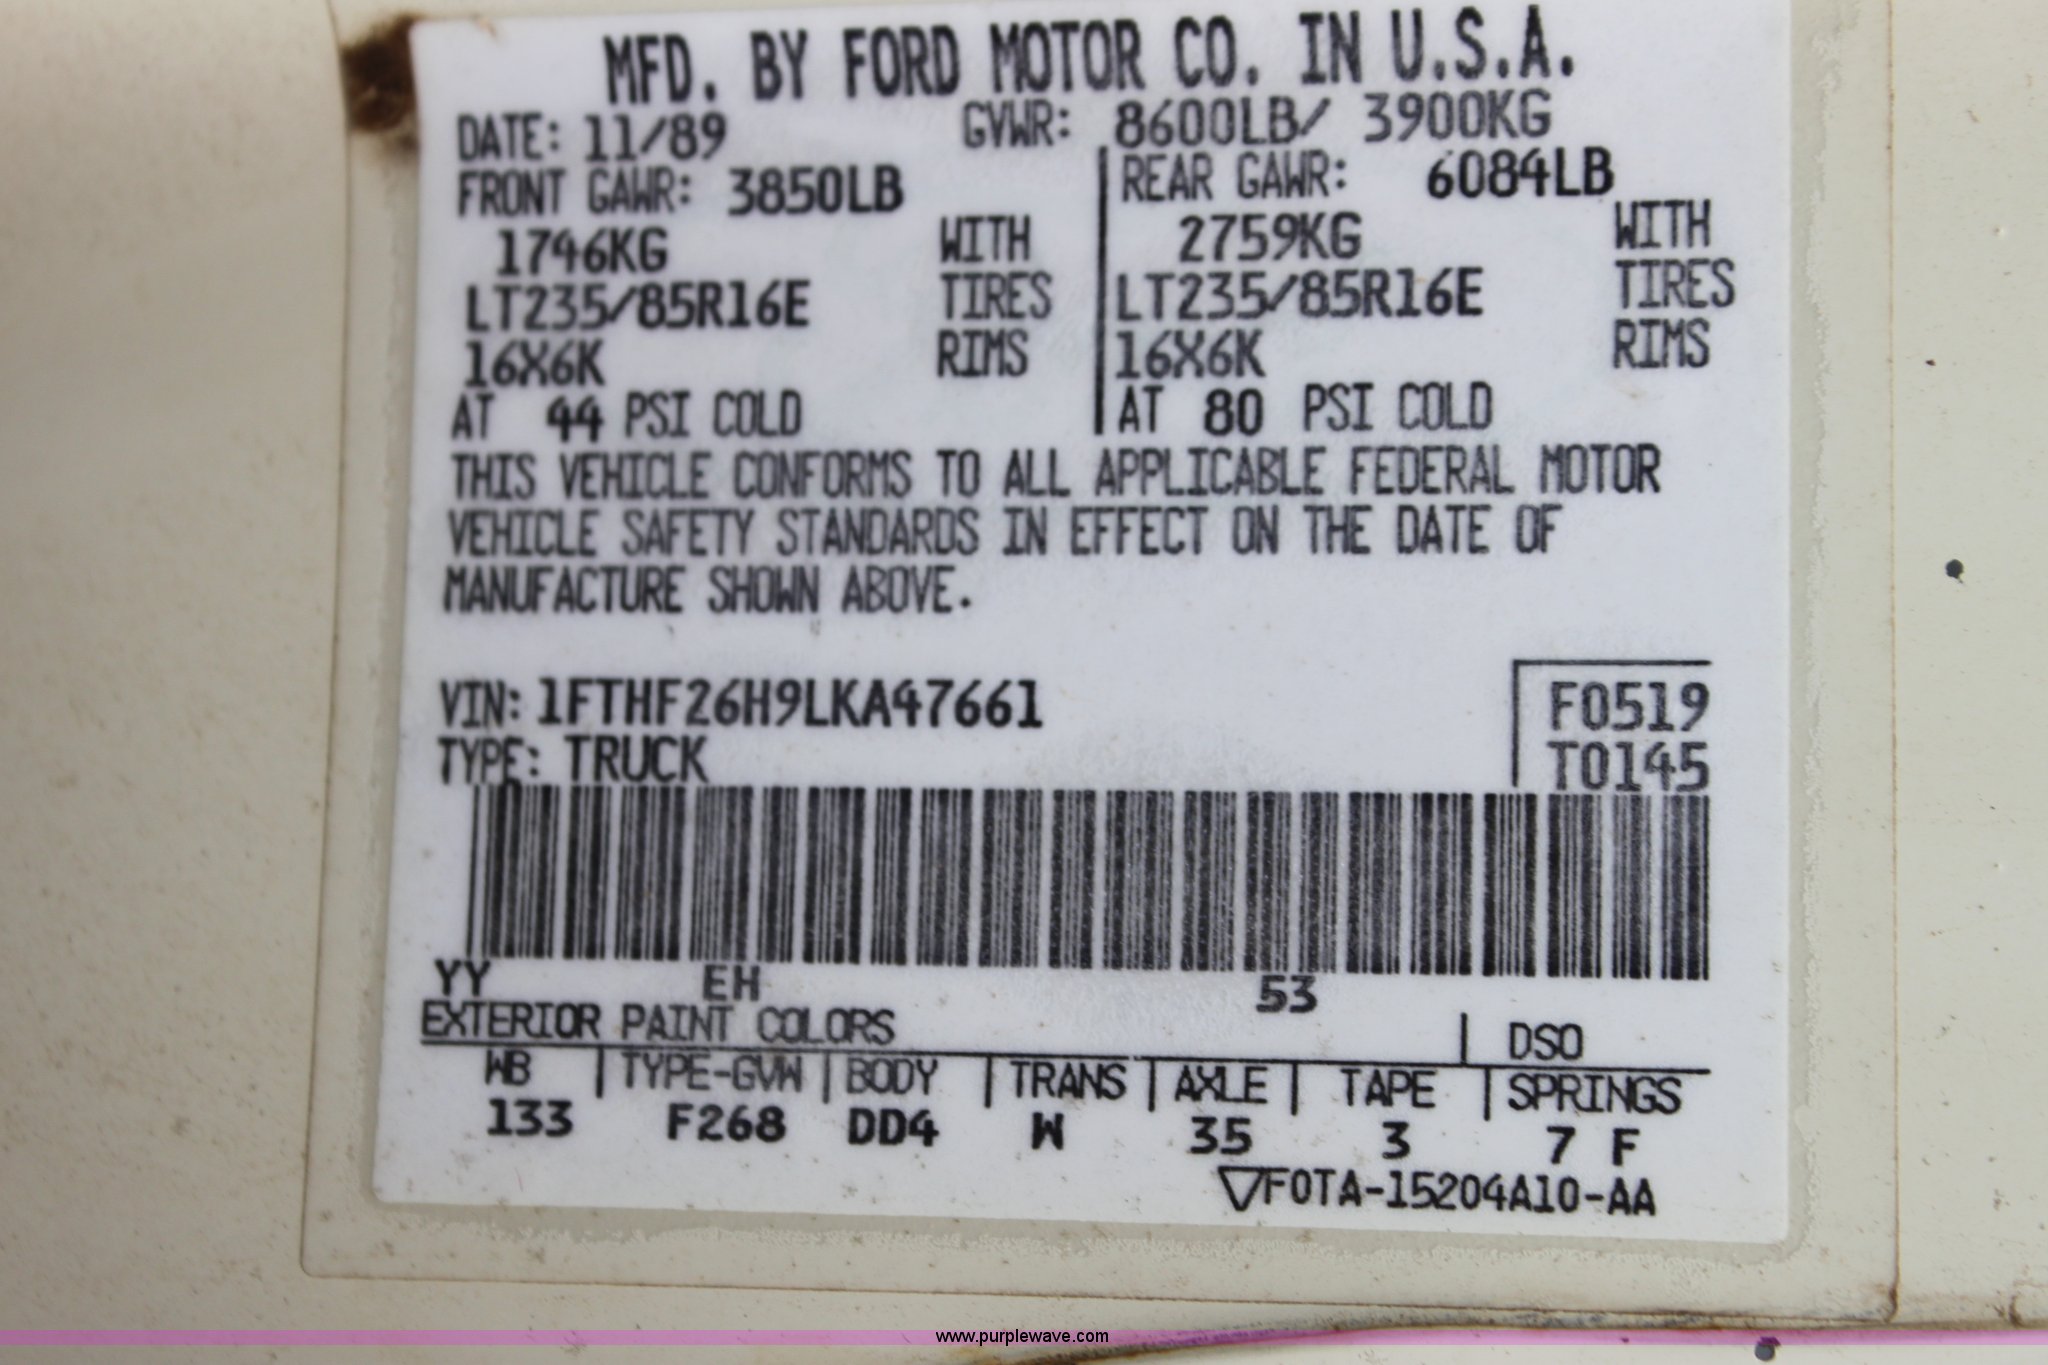 MFD. BY FORD MOTOR CO. IN U.S.A.
DATE: 11/89 GVWR: 8600LB/ 3900KG
FRONT GAWR: 3850LB REAR GAWR: 6084LB
1746KG WITH 2759KG WITH
LT235/85R16E TIRES LT235/85R16E TIRES
16X6K RIMS 16X6K RIMS
AT 44 PSI COLD AT 80 PSI COLD
THIS VEHICLE CONFORMS TO ALL APPLICABLE FEDERAL MOTOR
VEHICLE SAFETY STANDARDS IN EFFECT ON THE DATE OF
MANUFACTURE SHOWN ABOVE.
VIN: 1FTHF26H9LKA47661 F0519
TYPE: TRUCK T0145
YY EH 53
EXTERIOR PAINT COLORS DSO
WB TYPE-GVW BODY TRANS AXLE TAPE SPRINGS
133 F268 DD4 W 35 3 7 F
▽F0TA-15204A10-AA
www.purplewave.com